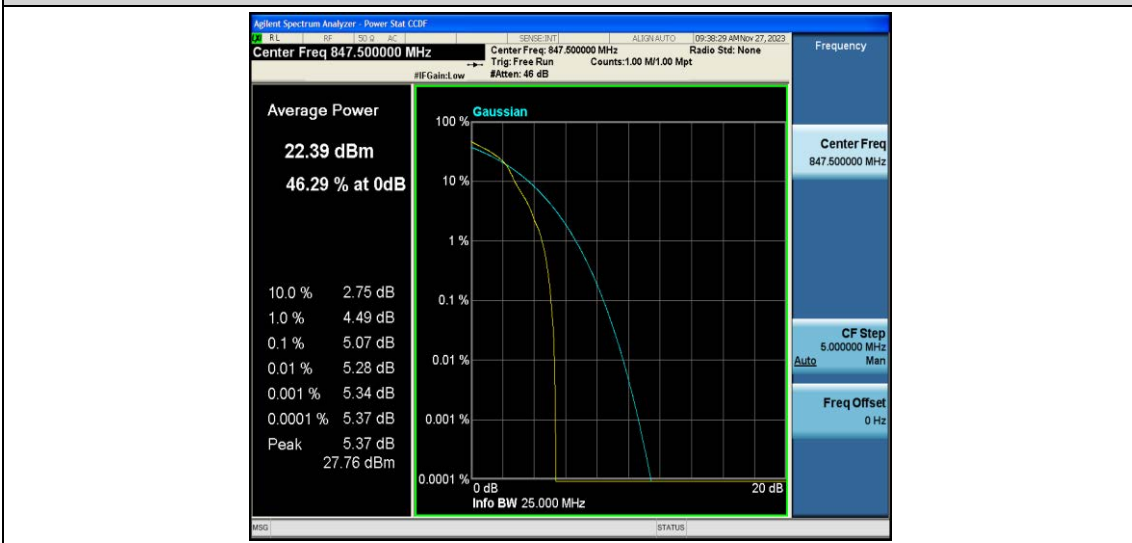 Agilent Spectrum Analyzer - Power Stat CCDF
RL RF 50 Ω AC SENSE:INT ALIGN AUTO 09:38:29 AM Nov 27, 2023
Center Freq 847.500000 MHz
Center Freq: 847.500000 MHz Radio Std: None
Trig: Free Run Counts:1.00 M/1.00 Mpt
#IFGain:Low #Atten: 46 dB
Frequency
Average Power
22.39 dBm
46.29 % at 0dB
10.0 % 2.75 dB
1.0 % 4.49 dB
0.1 % 5.07 dB
0.01 % 5.28 dB
0.001 % 5.34 dB
0.0001 % 5.37 dB
Peak 5.37 dB
27.76 dBm
Gaussian
100 %
10 %
1 %
0.1 %
0.01 %
0.001 %
0.0001 %
0 dB 20 dB
Info BW 25.000 MHz
Center Freq
847.500000 MHz
CF Step
5.000000 MHz
Auto Man
Freq Offset
0 Hz
MSG STATUS